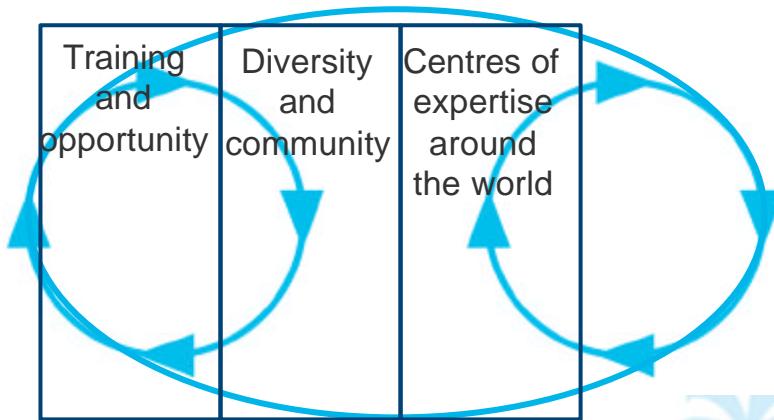 Training
and
opportunity
Diversity
and
community
Centres of
expertise
around
the world